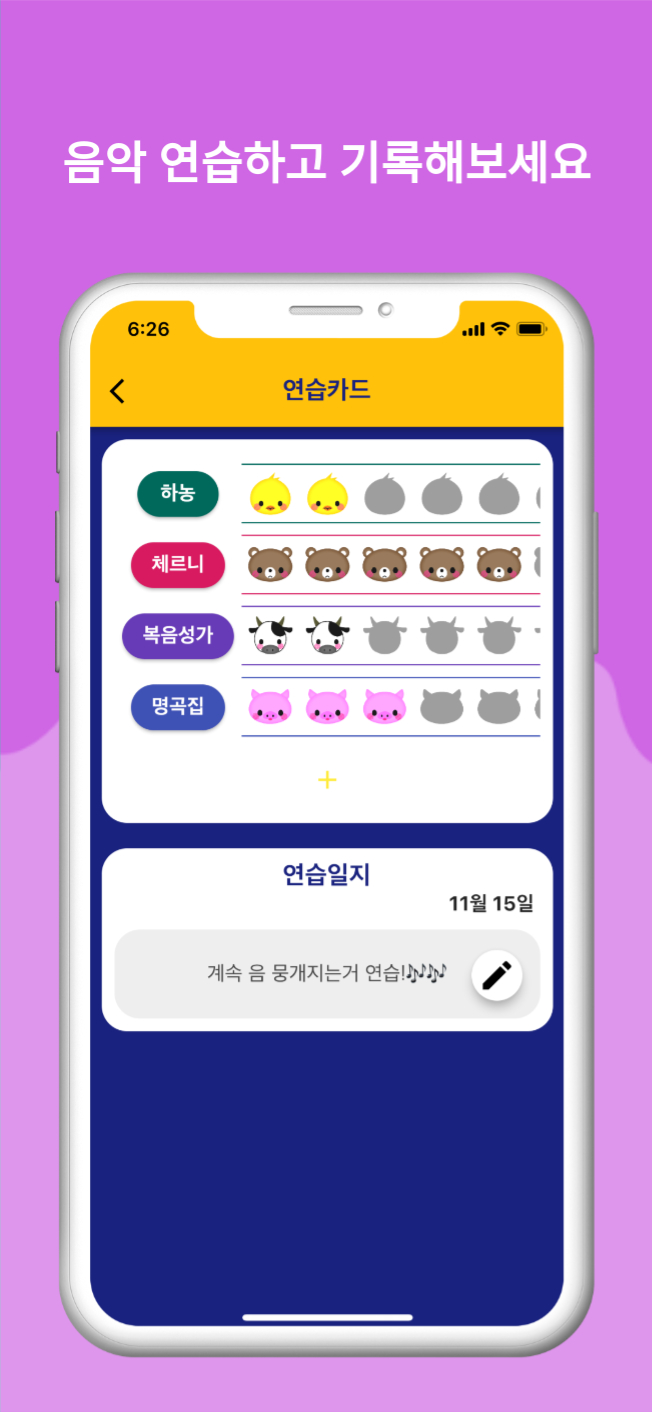 음악 연습하고 기록해보세요
6:26
연습카드
하농
체르니
복음성가
명곡집
+
연습일지
11월 15일
계속 음 뭉개지는거 연습!🎶🎶